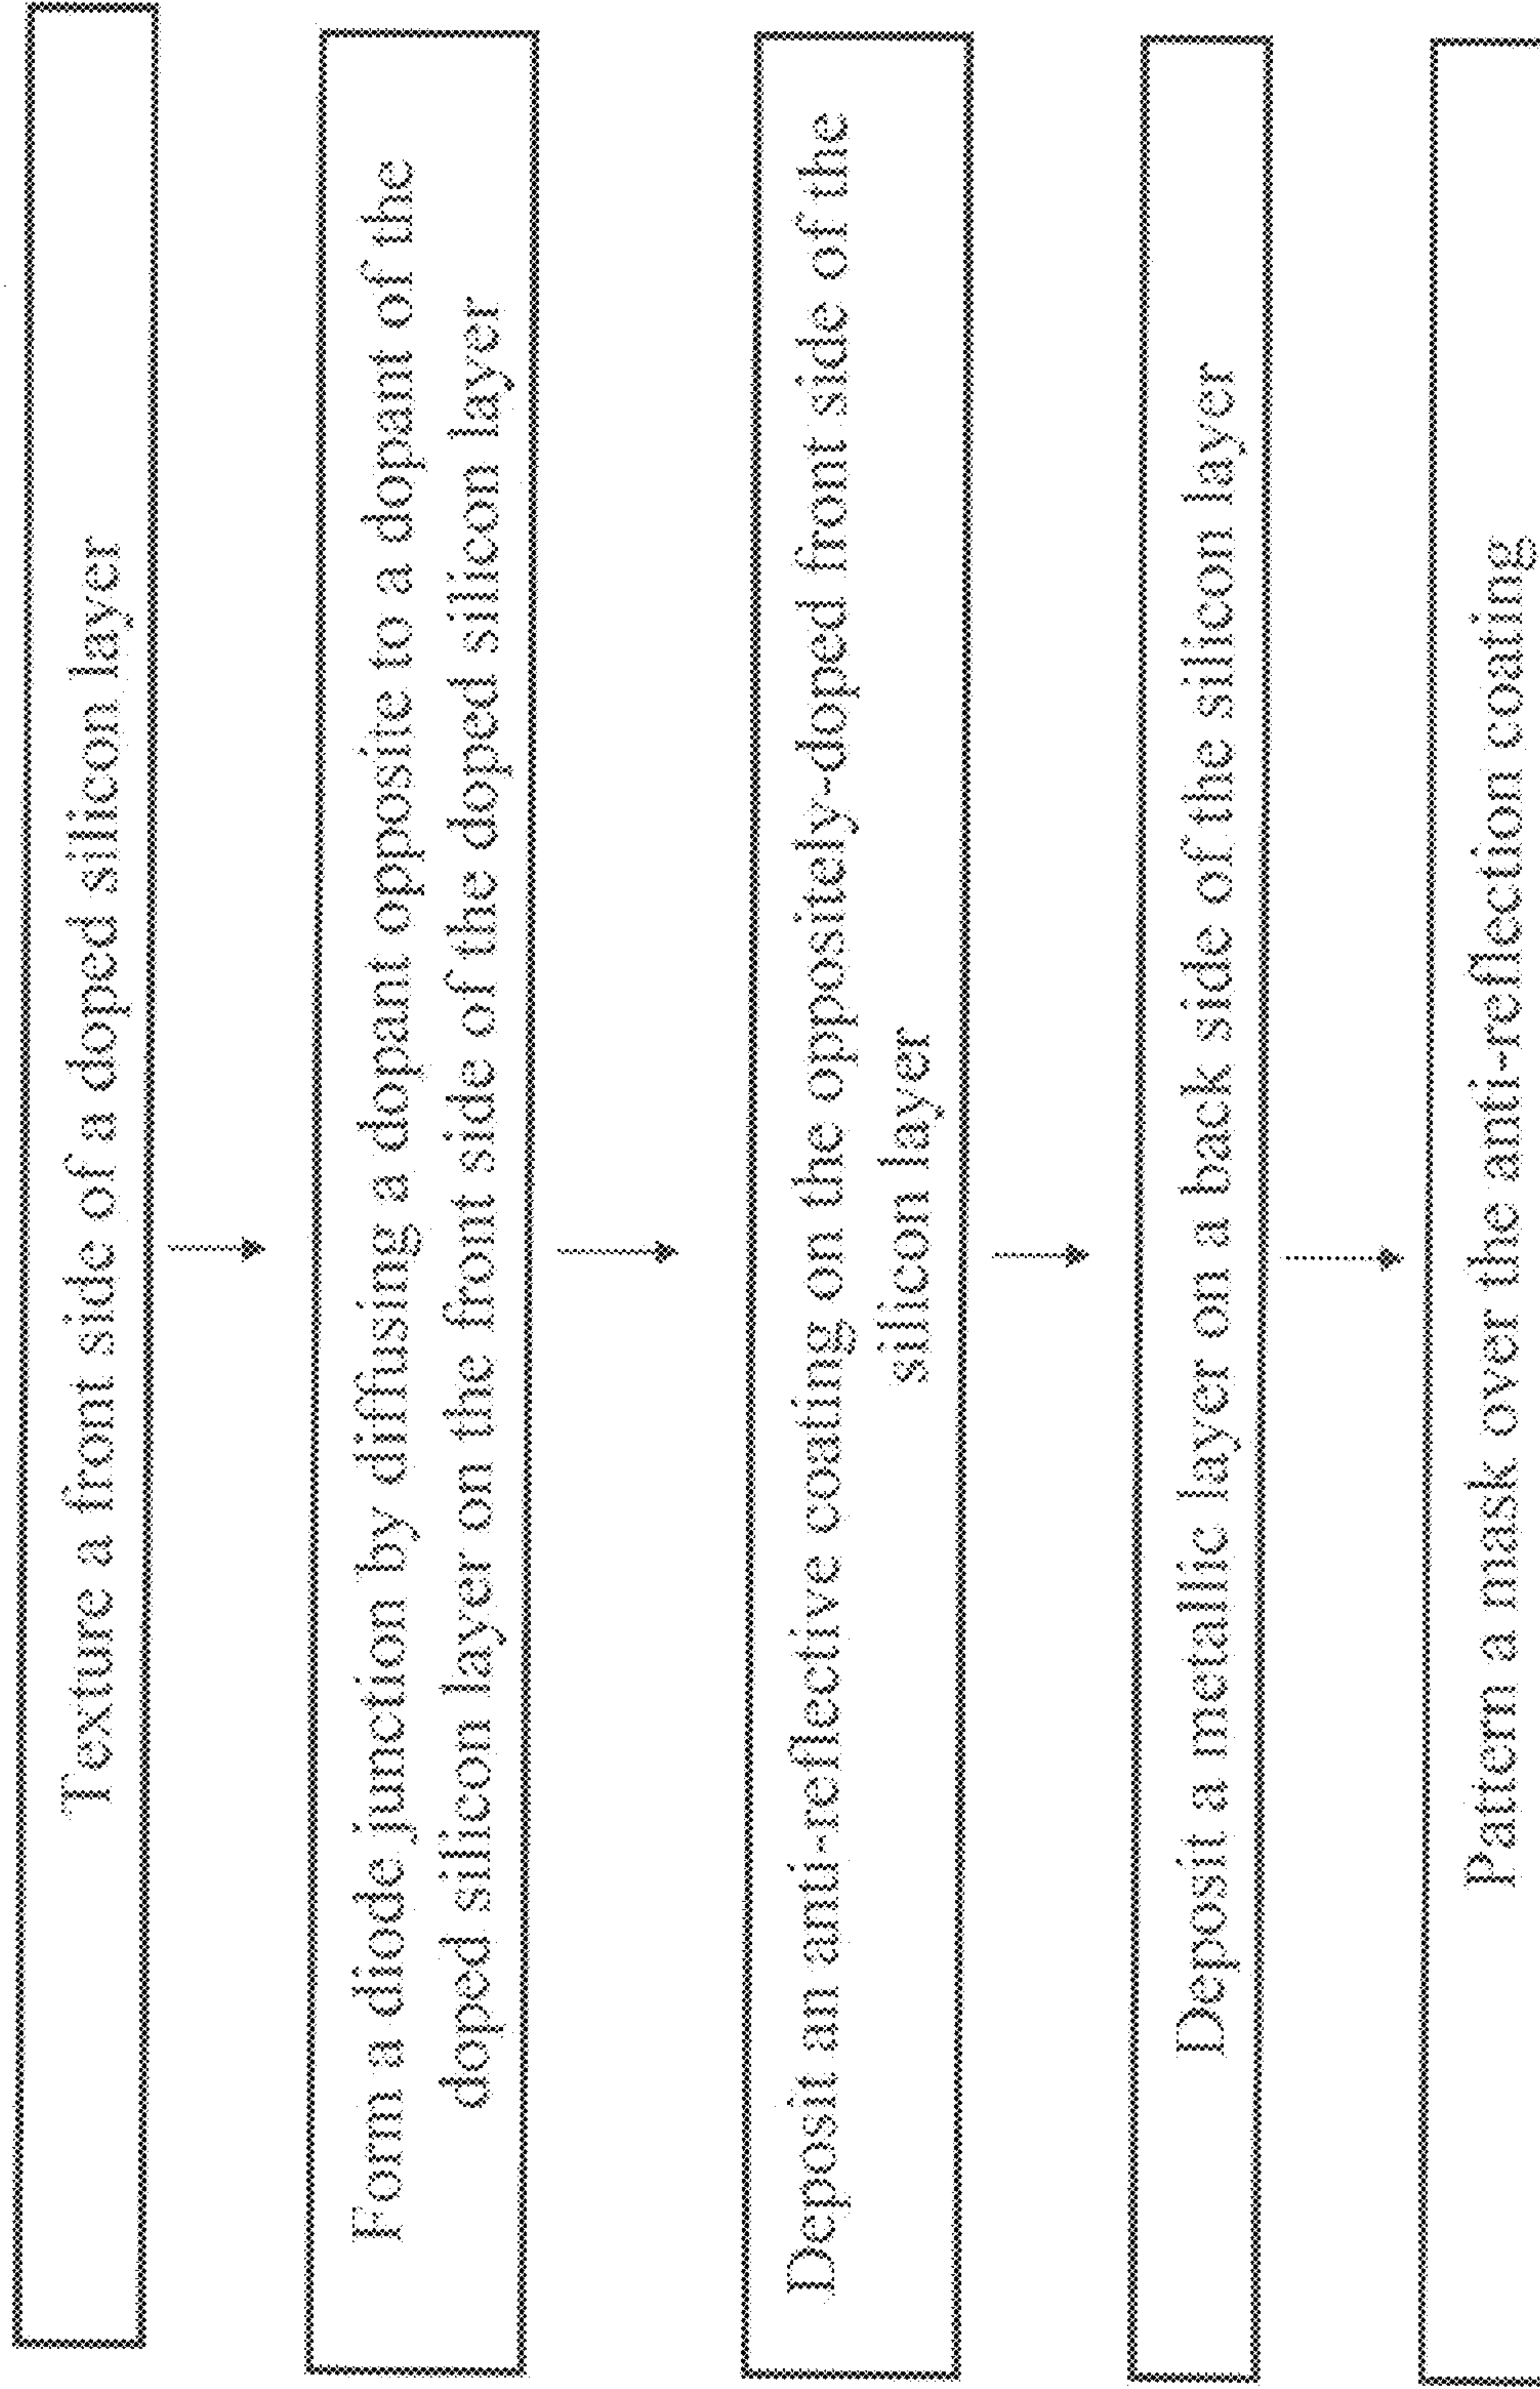 Texture a front side of a doped silicon layer
Form a diode junction by diffusing a dopant opposite to a dopant of the
doped silicon layer on the front side of the doped silicon layer
Deposit an anti-reflective coating on the oppositely-doped front side of the
silicon layer
Deposit a metallic layer on a back side of the silicon layer
Pattern a mask over the anti-reflection coating